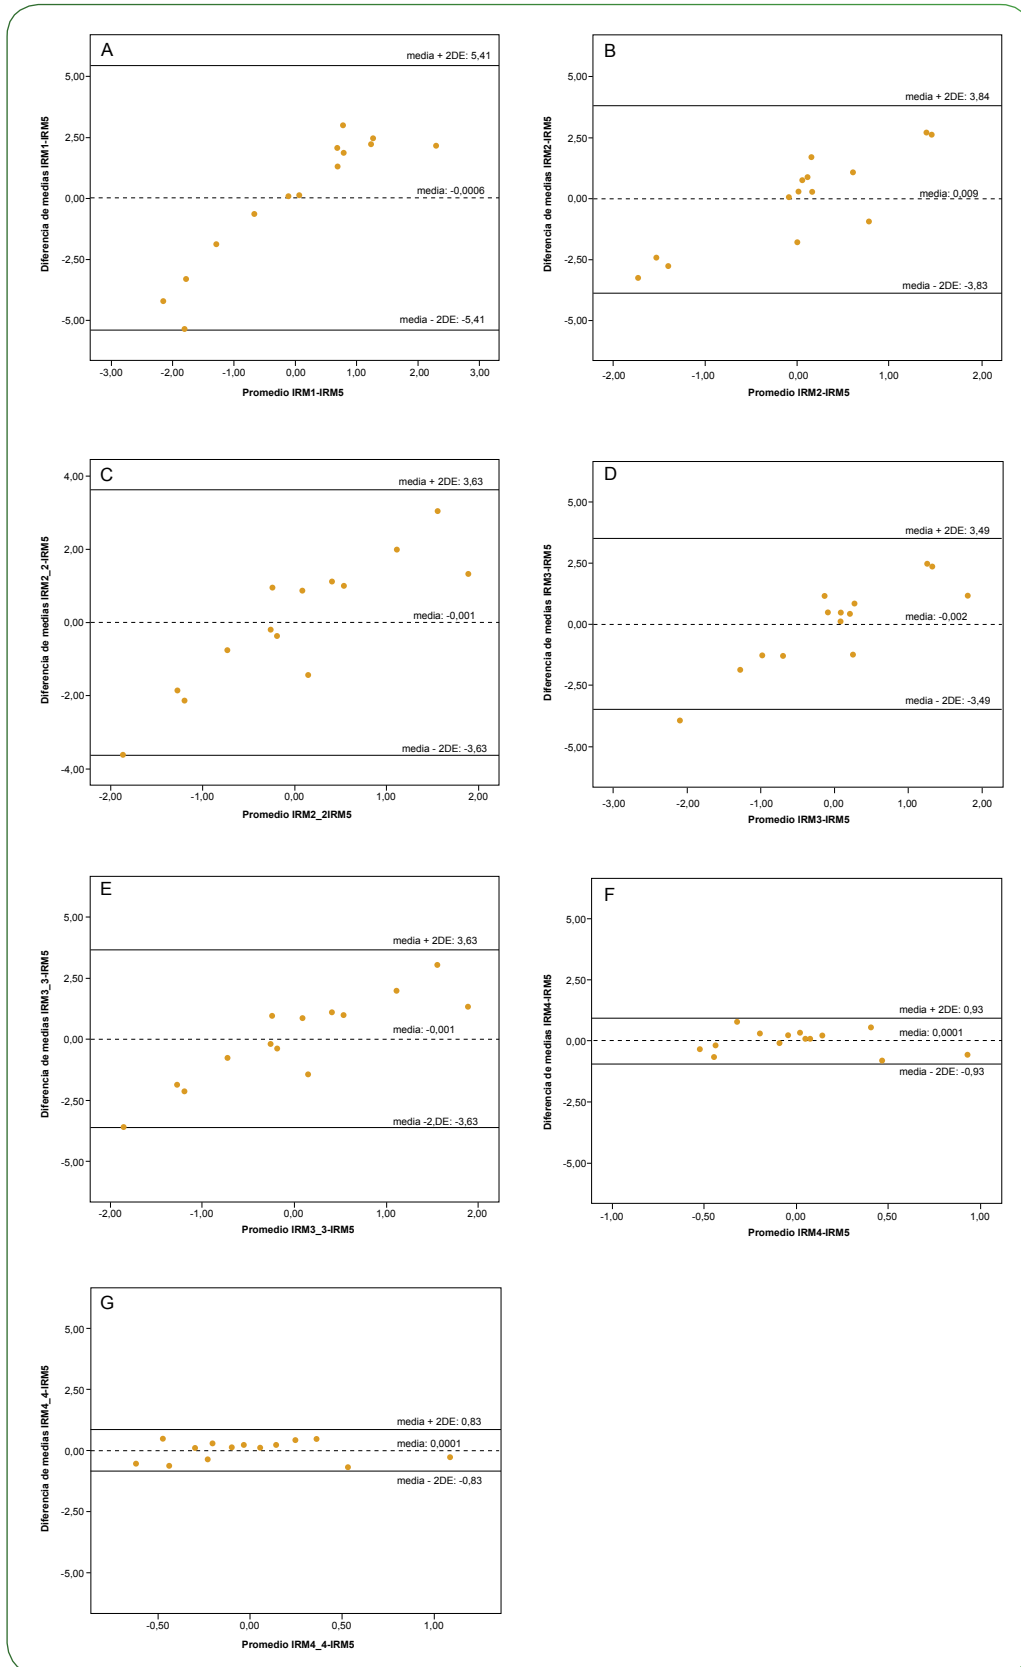 A
media + 2DE: 5,41
5,00
2,50
media: -0,0006
0,00
-2,50
media - 2DE: -5,41
-5,00
Diferencia de medias IRM1-IRM5
-3,00 -2,00 -1,00 0,00 1,00 2,00 3,00
Promedio IRM1-IRM5
B
media + 2DE: 3,84
5,00
2,50
media: 0,009
0,00
-2,50
media - 2DE: -3,83
-5,00
Diferencia de medias IRM2-IRM5
-2,00 -1,00 0,00 1,00 2,00
Promedio IRM2-IRM5
C
4,00
media + 2DE: 3,63
2,00
media: -0,001
0,00
-2,00
media - 2DE: -3,63
-4,00
Diferencia de medias IRM2_2-IRM5
-2,00 -1,00 0,00 1,00 2,00
Promedio IRM2_2IRM5
D
5,00
media + 2DE: 3,49
2,50
media: -0,002
0,00
-2,50
media - 2DE: -3,49
-5,00
Diferencia de medias IRM3-IRM5
-3,00 -2,00 -1,00 0,00 1,00 2,00
Promedio IRM3-IRM5
E
5,00
media + 2DE: 3,63
2,50
media: -0,001
0,00
-2,50
media -2,DE: -3,63
-5,00
Diferencia de medias IRM3_3-IRM5
-2,00 -1,00 0,00 1,00 2,00
Promedio IRM3_3-IRM5
F
5,00
2,50
media + 2DE: 0,93
media: 0,0001
0,00
media - 2DE: -0,93
-2,50
-5,00
Diferencia de medias IRM4-IRM5
-1,00 -0,50 0,00 0,50 1,00
Promedio IRM4-IRM5
G
5,00
2,50
media + 2DE: 0,83
media: 0,0001
0,00
media - 2DE: -0,83
-2,50
-5,00
Diferencia de medias IRM4_4-IRM5
-0,50 0,00 0,50 1,00
Promedio IRM4_4-IRM5